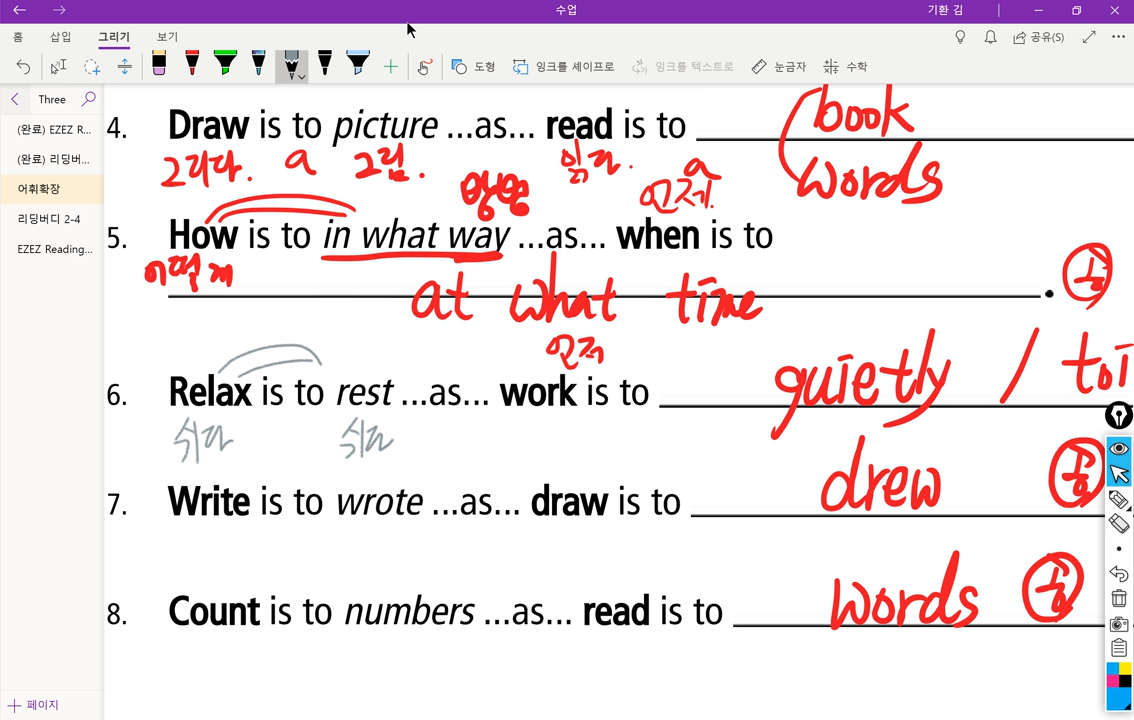 수업
기환 김
홈 삽입 그리기 보기
공유(S)
도형 잉크를 셰이프로 잉크를 텍스트로 눈금자 수학
Three
(완료) EZEZ R...
(완료) 리딩버...
어휘확장
리딩버디 2-4
EZEZ Reading...
페이지
book
4. Draw is to picture ...as... read is to
그리다. a 그림. 읽다. a words
방법 언제
5. How is to in what way ...as... when is to
어떻게
at what time .
언제
quietly / toi
6. Relax is to rest ...as... work is to
쉬다 쉬다
drew
7. Write is to wrote ...as... draw is to
words
8. Count is to numbers ...as... read is to